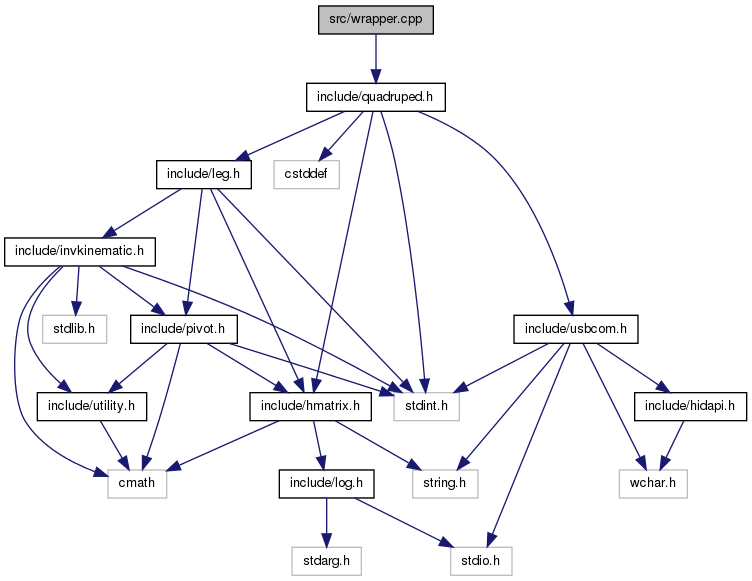 src/wrapper.cpp
include/quadruped.h
include/leg.h
cstddef
include/invkinematic.h
stdlib.h
include/pivot.h
include/usbcom.h
include/utility.h
include/hmatrix.h
stdint.h
include/hidapi.h
cmath
include/log.h
string.h
wchar.h
stdarg.h
stdio.h